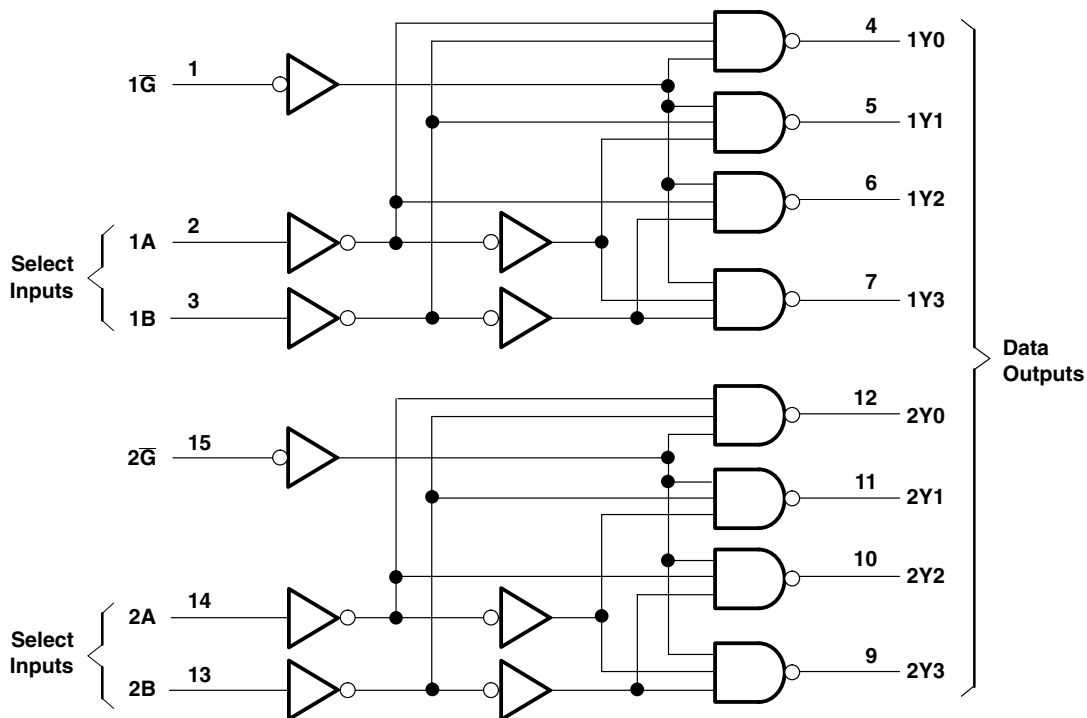 4
1Y0
1
1G̅
5
1Y1
6
1Y2
2
1A
Select
Inputs
3
1B
7
1Y3
Data
Outputs
12
2Y0
15
2G̅
11
2Y1
10
2Y2
14
2A
Select
Inputs
13
2B
9
2Y3